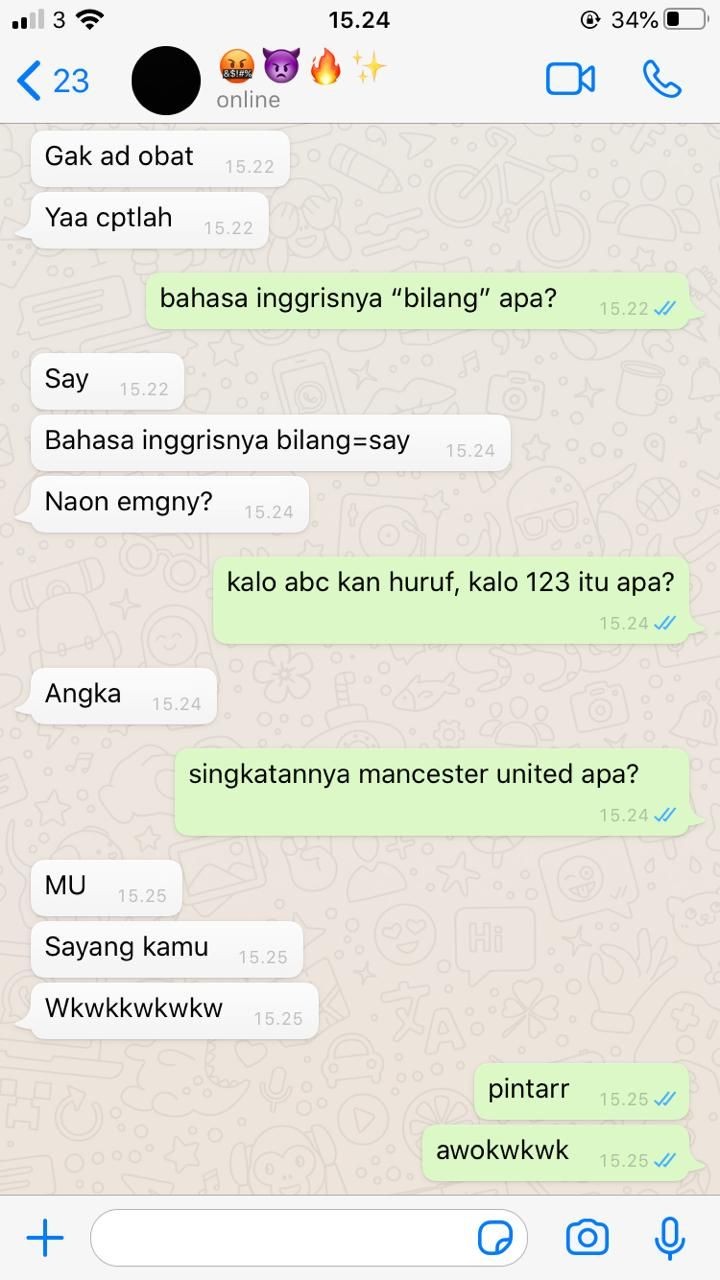 3
15.24
34%
23
&$!#%
online
Gak ad obat 15.22
Yaa cptlah 15.22
bahasa inggrisnya “bilang” apa? 15.22
Say 15.22
Bahasa inggrisnya bilang=say 15.24
Naon emgny? 15.24
kalo abc kan huruf, kalo 123 itu apa?
15.24
Angka 15.24
singkatannya mancester united apa?
15.24
MU 15.25
Sayang kamu 15.25
Wkwkkwkwkw 15.25
pintarr 15.25
awokwkwk 15.25
Hi